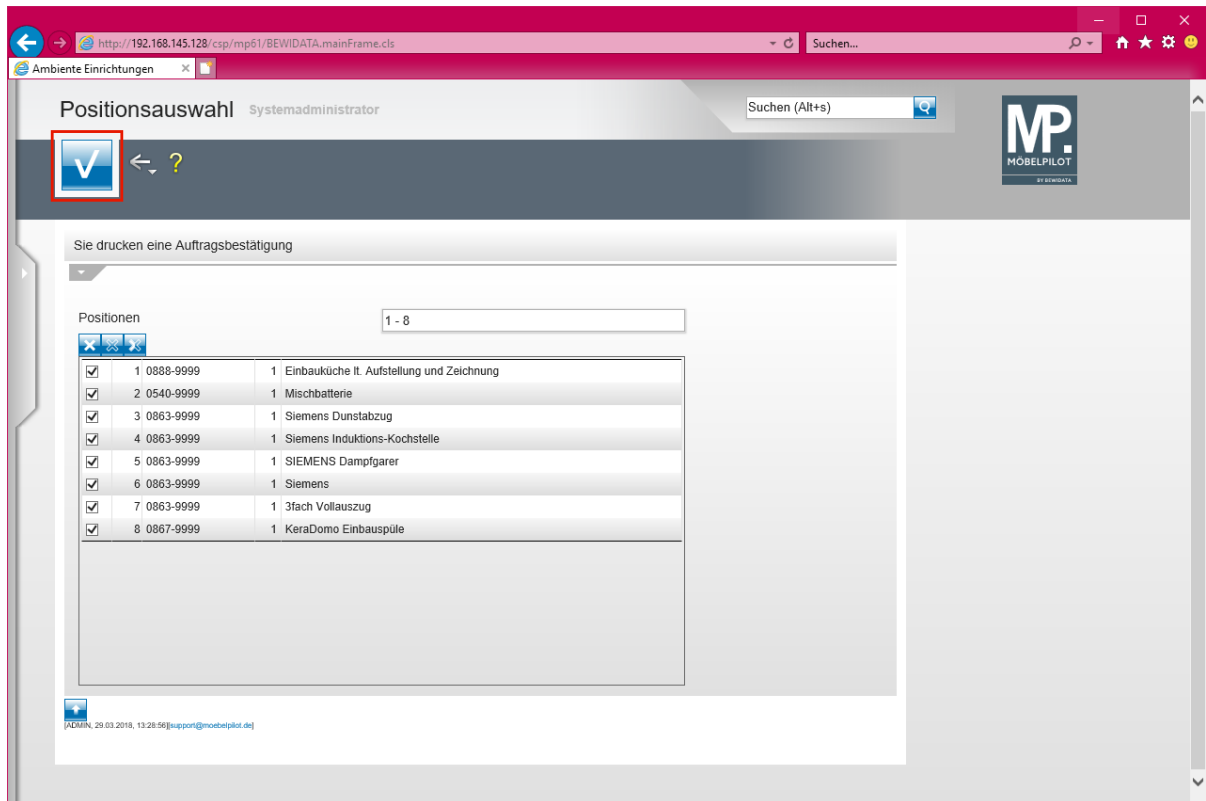 http://192.168.145.128/csp/mp61/BEWIDATA.mainFrame.cls
Suchen...
Ambiente Einrichtungen
Positionsauswahl Systemadministrator
Suchen (Alt+s)
MP.
MÖBELPILOT
BY BEWIDATA
?
Sie drucken eine Auftragsbestätigung
Positionen 1 - 8
1 0888-9999 1 Einbauküche lt. Aufstellung und Zeichnung
2 0540-9999 1 Mischbatterie
3 0863-9999 1 Siemens Dunstabzug
4 0863-9999 1 Siemens Induktions-Kochstelle
5 0863-9999 1 SIEMENS Dampfgarer
6 0863-9999 1 Siemens
7 0863-9999 1 3fach Vollauszug
8 0867-9999 1 KeraDomo Einbauspüle
|ADMIN, 29.03.2018, 13:28:56||support@moebelpilot.de|